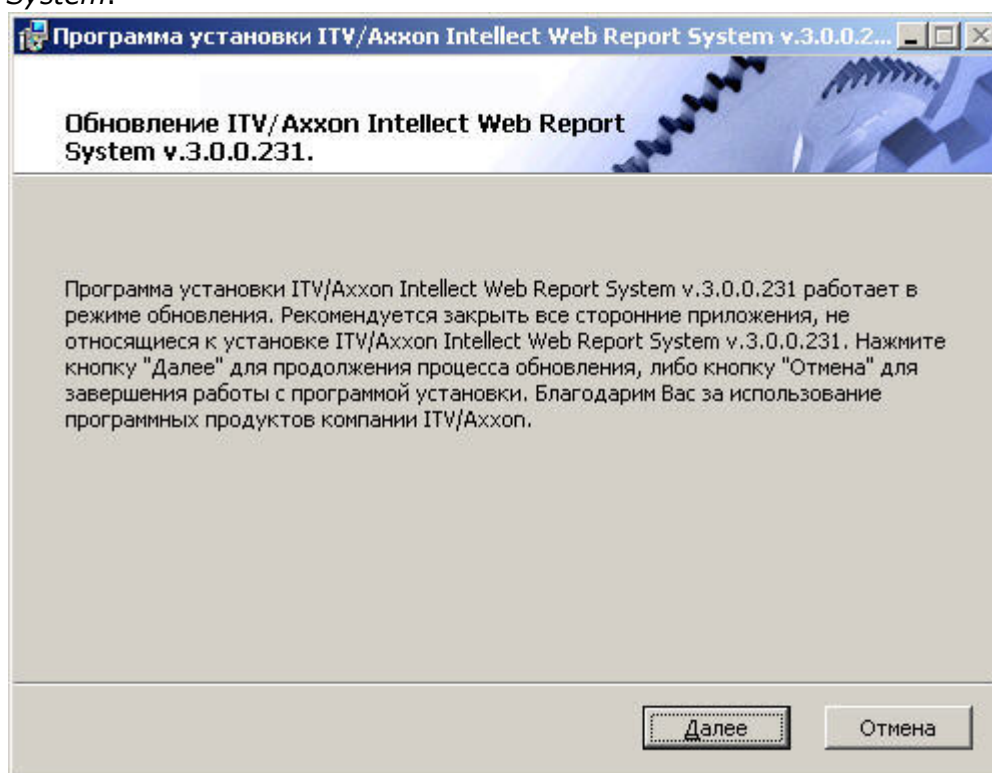 System.
Программа установки ITV/Axxon Intellect Web Report System v.3.0.0.2...
Обновление ITV/Axxon Intellect Web Report
System v.3.0.0.231.
Программа установки ITV/Axxon Intellect Web Report System v.3.0.0.231 работает в
режиме обновления. Рекомендуется закрыть все сторонние приложения, не
относящиеся к установке ITV/Axxon Intellect Web Report System v.3.0.0.231. Нажмите
кнопку "Далее" для продолжения процесса обновления, либо кнопку "Отмена" для
завершения работы с программой установки. Благодарим Вас за использование
программных продуктов компании ITV/Axxon.
Далее Отмена